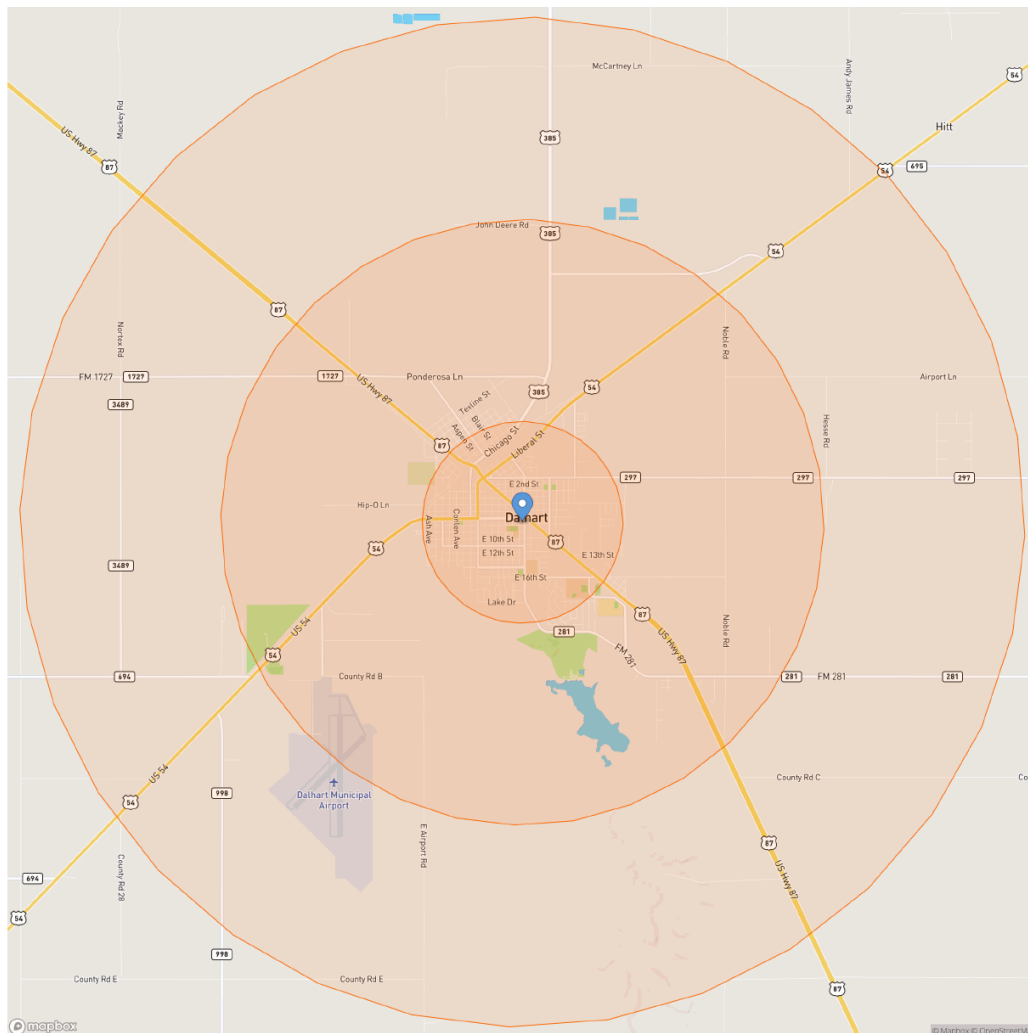 McCartney Ln
54
Andy James Rd
Mackey Rd
Hitt
US Hwy 87
385
87
695
54
John Deere Rd
385
54
87
Nortex Rd
Noble Rd
FM 1727
1727
1727
Ponderosa Ln
US Hwy 87
385
54
Airport Ln
3489
Texline St
Blair St
Aspen St
Chicago St
Liberal St
Hesse Rd
87
297
297
297
E 2nd St
Hip-O Ln
Ash Ave
Conlen Ave
Dalhart
54
E 10th St
87
E 12th St
E 13th St
3489
E 16th St
Lake Dr
87
US 54
281
FM 281
US Hwy 87
Noble Rd
54
694
County Rd B
281
FM 281
281
US 54
County Rd C
Co
Dalhart Municipal
Airport
998
54
E Airport Rd
87
694
County Rd 28
US Hwy 87
54
998
County Rd E
County Rd E
87
mapbox
© Mapbox © OpenStreetM